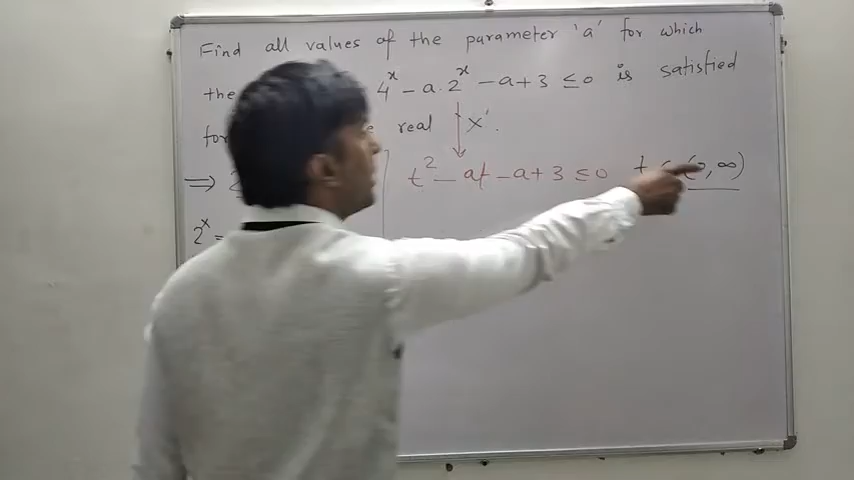 Find all values of the parameter 'a' for which
the 4^x - a.2^x - a+3 ≤0 is satisfied
for real 'x'.
⇒ t^2 - at - a+3 ≤0 t (0,∞)
2^x =